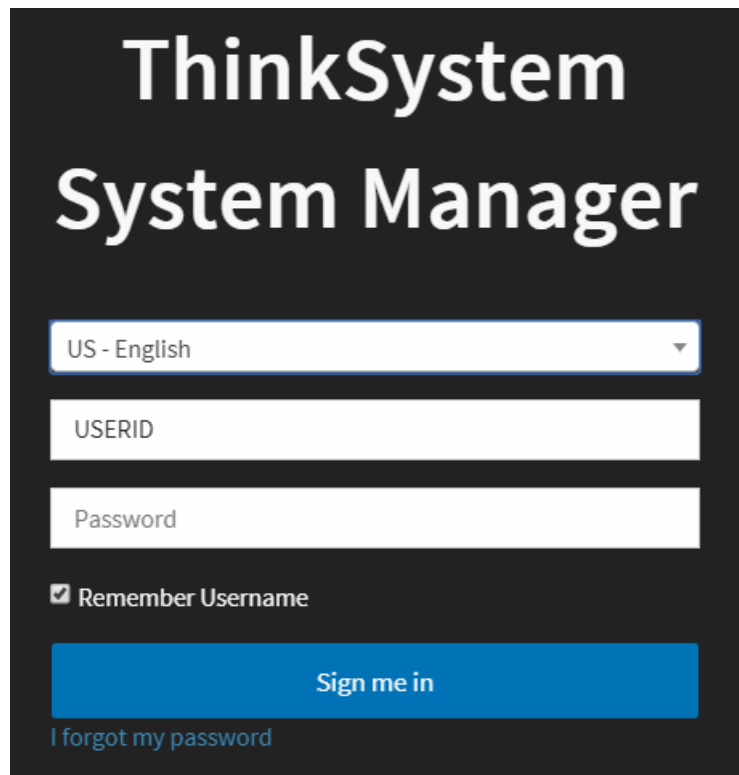 ThinkSystem
System Manager
US - English
USERID
Password
Remember Username
Sign me in
I forgot my password